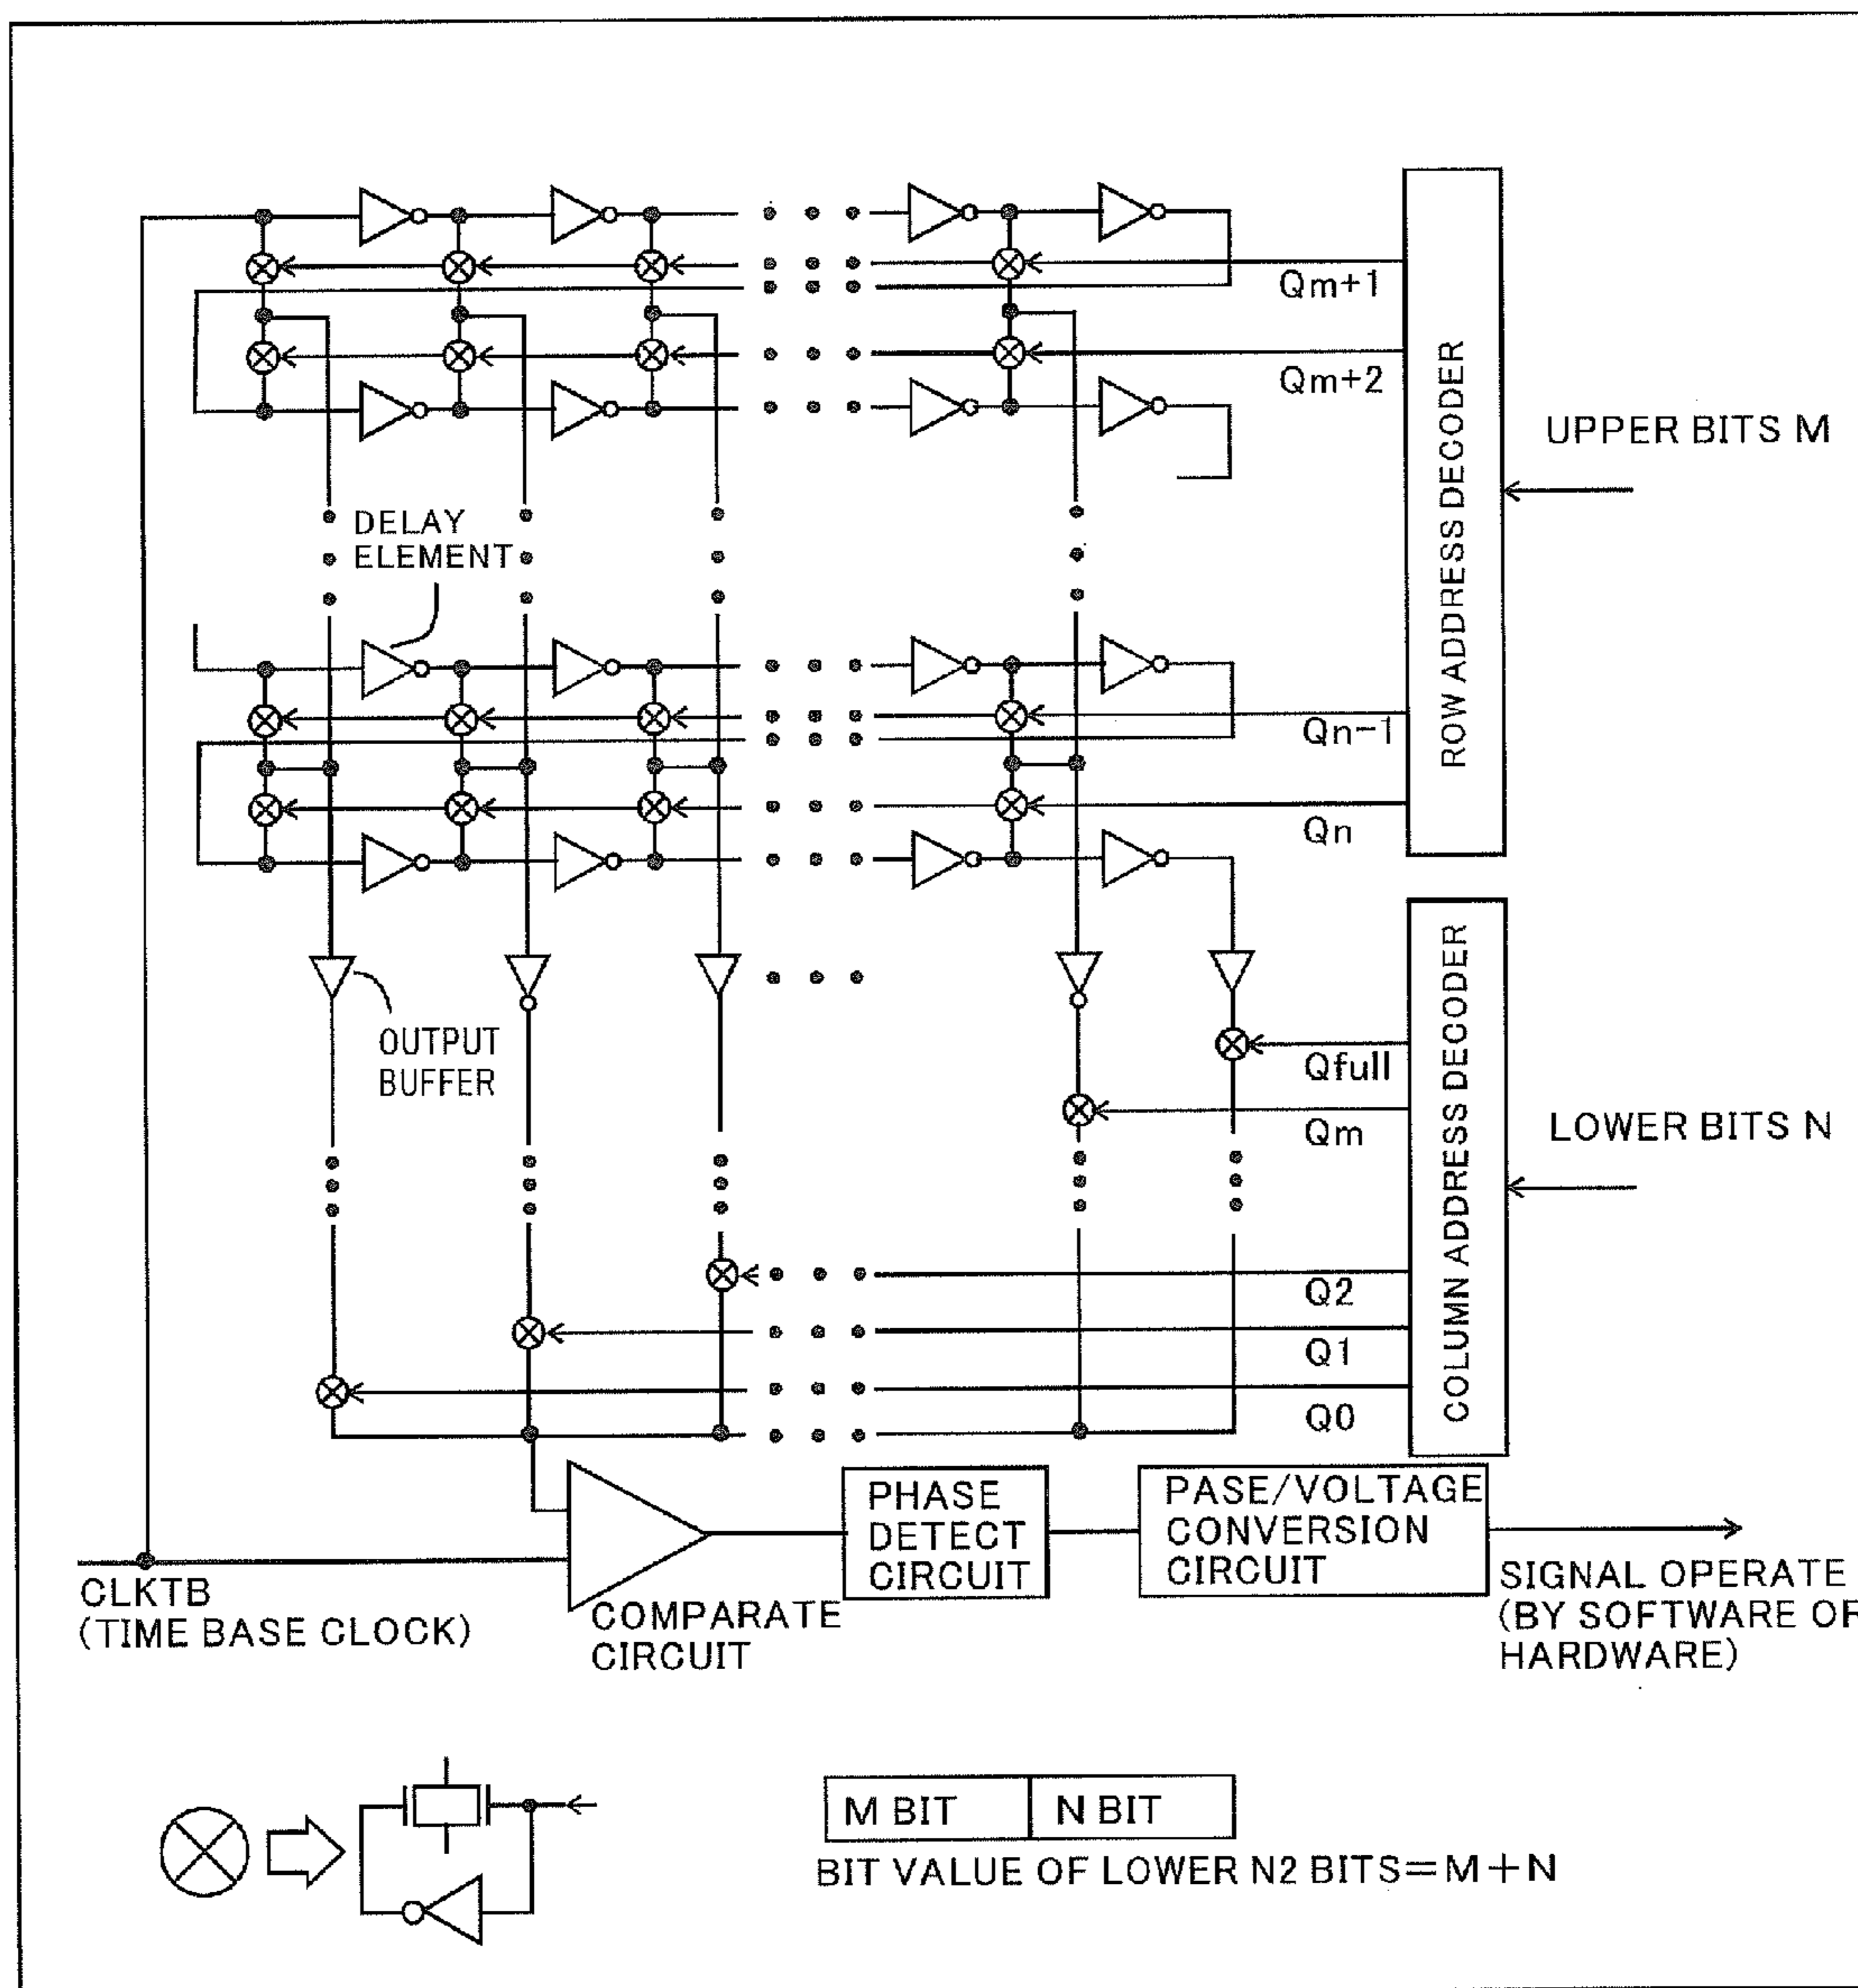 Qm+1
Qm+2
ROW ADDRESS DECODER
UPPER BITS M
DELAY
ELEMENT
Qn-1
Qn
OUTPUT
BUFFER
Qfull
Qm
COLUMN ADDRESS DECODER
LOWER BITS N
Q2
Q1
Q0
CLKTB
(TIME BASE CLOCK)
COMPARATE
CIRCUIT
PHASE
DETECT
CIRCUIT
PASE/VOLTAGE
CONVERSION
CIRCUIT
SIGNAL OPERATE
(BY SOFTWARE OR
HARDWARE)
M BIT
N BIT
BIT VALUE OF LOWER N2 BITS=M+N